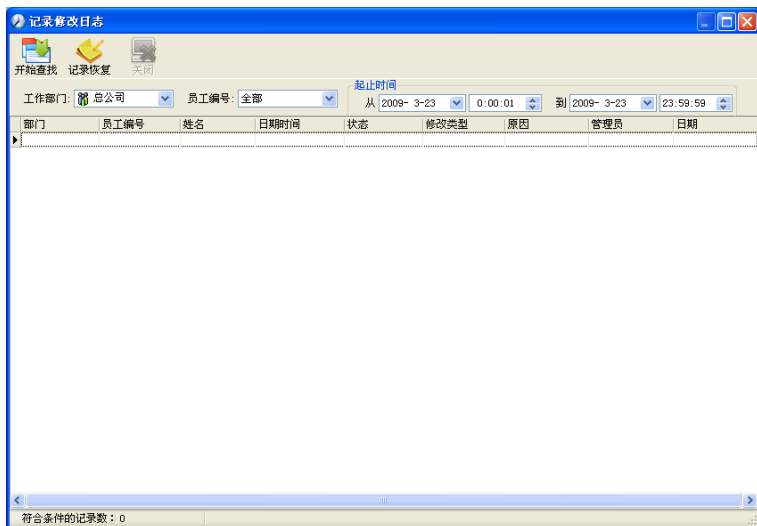 记录修改日志
开始查找 记录恢复 关闭
起止时间
工作部门: 总公司 员工编号: 全部 从 2009- 3-23 0:00:01 到 2009- 3-23 23:59:59
部门 员工编号 姓名 日期时间 状态 修改类型 原因 管理员 日期
符合条件的记录数：0